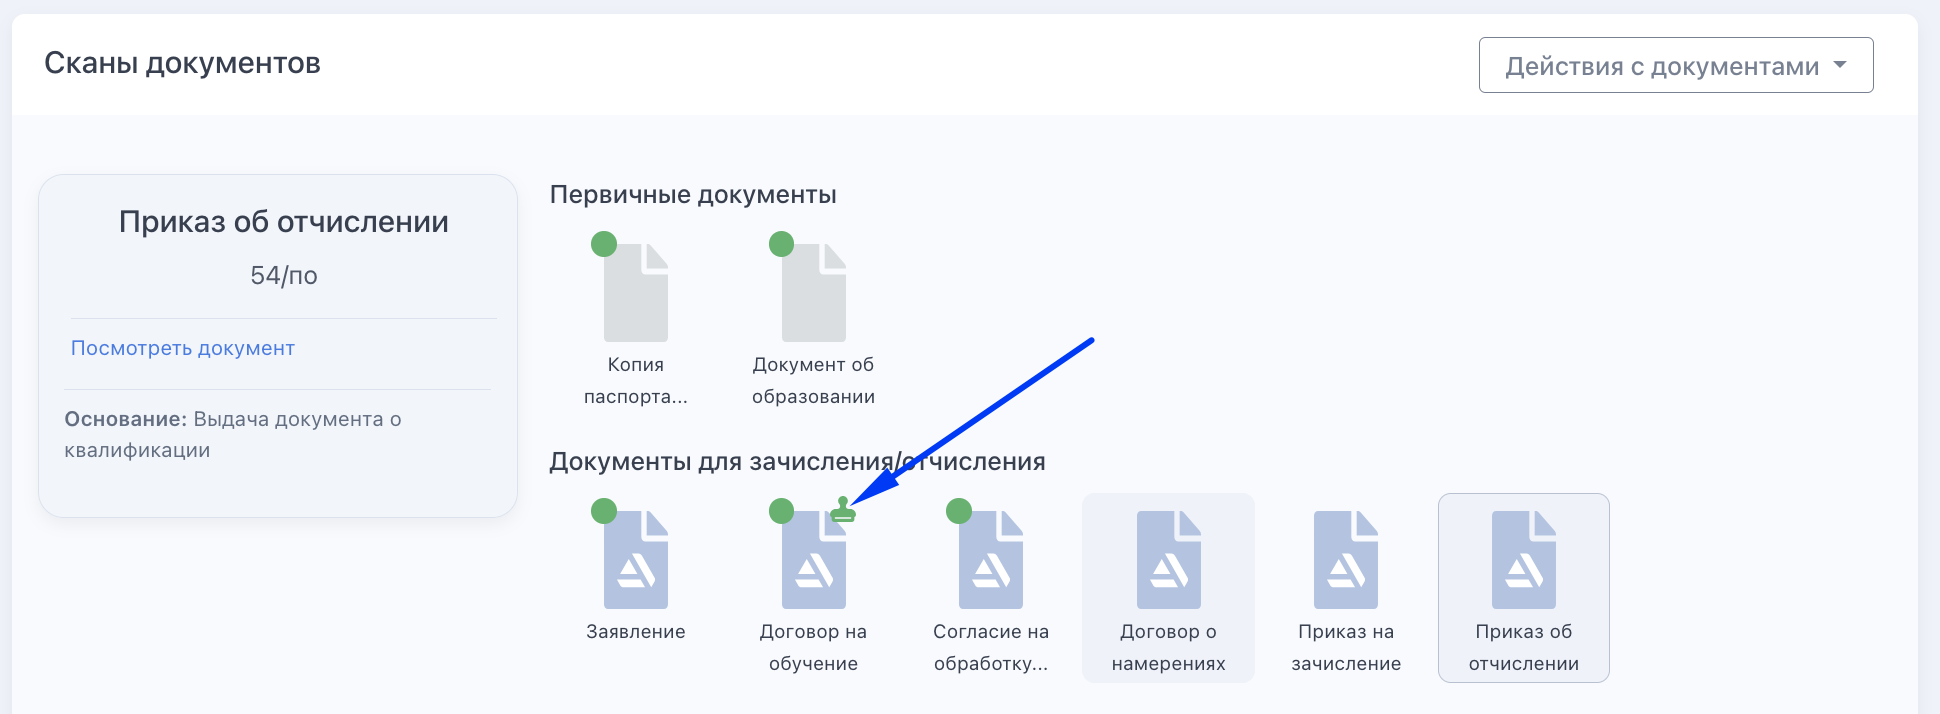 Сканы документов
Действия с документами
Приказ об отчислении
54/по
Посмотреть документ
Основание: Выдача документа о
квалификации
Первичные документы
Копия
паспорта...
Документ об
образовании
Документы для зачисления/отчисления
Заявление
Договор на
обучение
Согласие на
обработку...
Договор о
намерениях
Приказ на
зачисление
Приказ об
отчислении